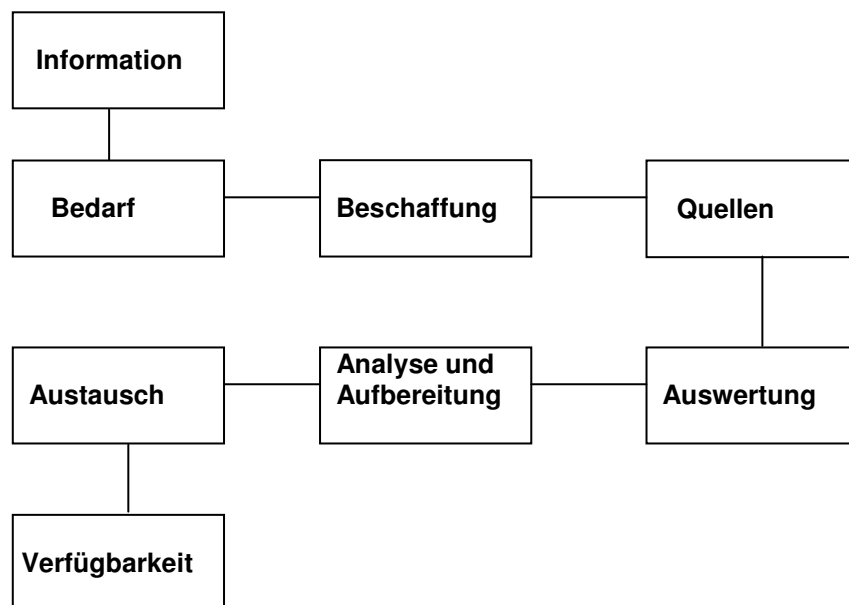 Information
Bedarf
Beschaffung
Quellen
Austausch
Analyse und
Aufbereitung
Auswertung
Verfügbarkeit